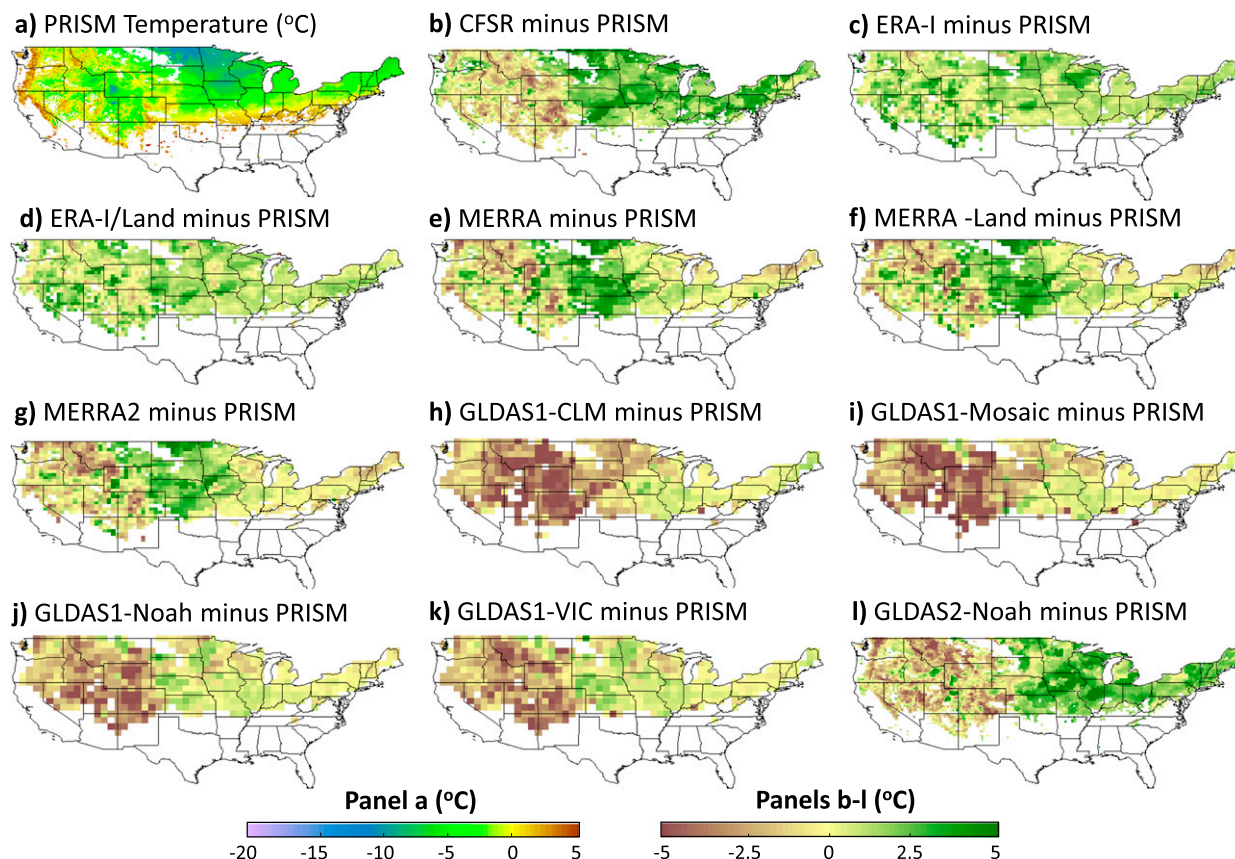 a) PRISM Temperature (oC)
b) CFSR minus PRISM
c) ERA-I minus PRISM
d) ERA-I/Land minus PRISM
e) MERRA minus PRISM
f) MERRA -Land minus PRISM
g) MERRA2 minus PRISM
h) GLDAS1-CLM minus PRISM
i) GLDAS1-Mosaic minus PRISM
j) GLDAS1-Noah minus PRISM
k) GLDAS1-VIC minus PRISM
l) GLDAS2-Noah minus PRISM
Panel a (oC)
-20 -15 -10 -5 0 5
Panels b-l (oC)
-5 -2.5 0 2.5 5